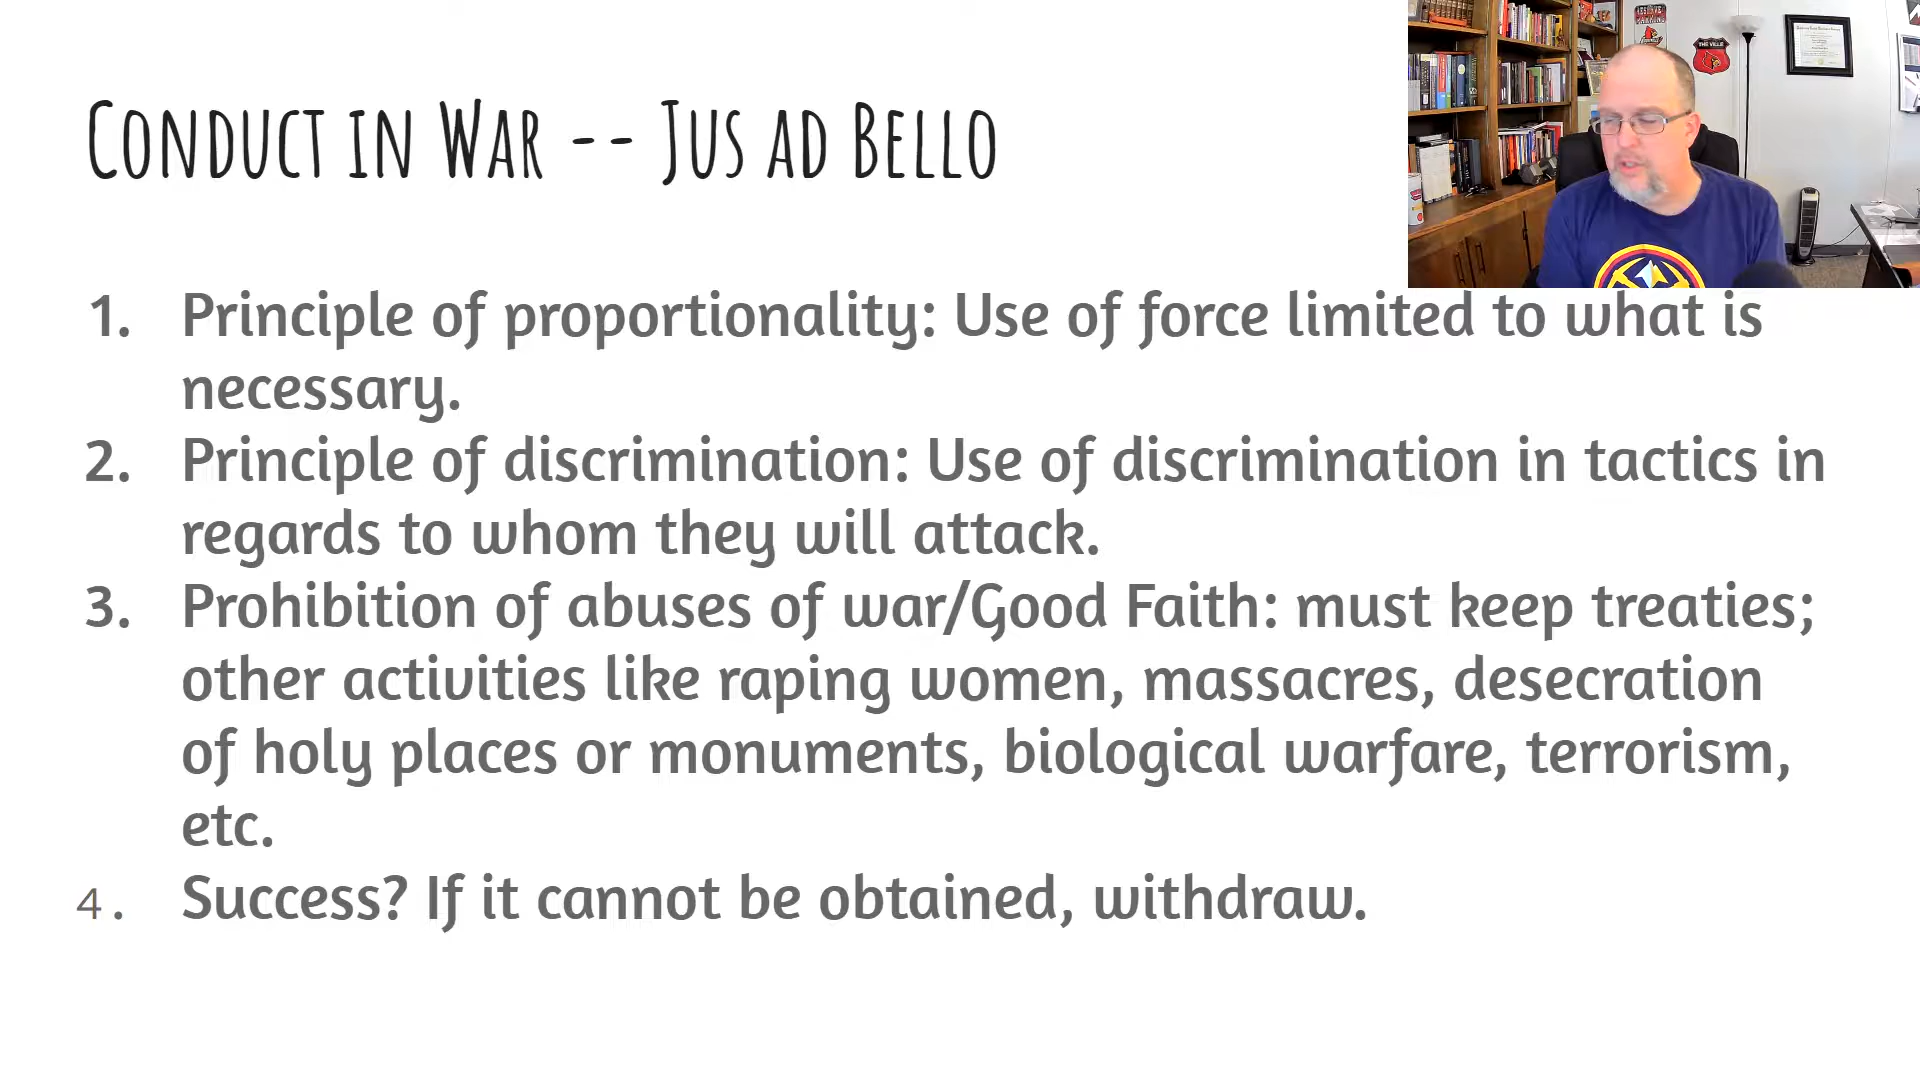 Conduct in War -- Jus ad Bello
THE VILLE
1. Principle of proportionality: Use of force limited to what is
necessary.
2. Principle of discrimination: Use of discrimination in tactics in
regards to whom they will attack.
3. Prohibition of abuses of war/Good Faith: must keep treaties;
other activities like raping women, massacres, desecration
of holy places or monuments, biological warfare, terrorism,
etc.
4. Success? If it cannot be obtained, withdraw.